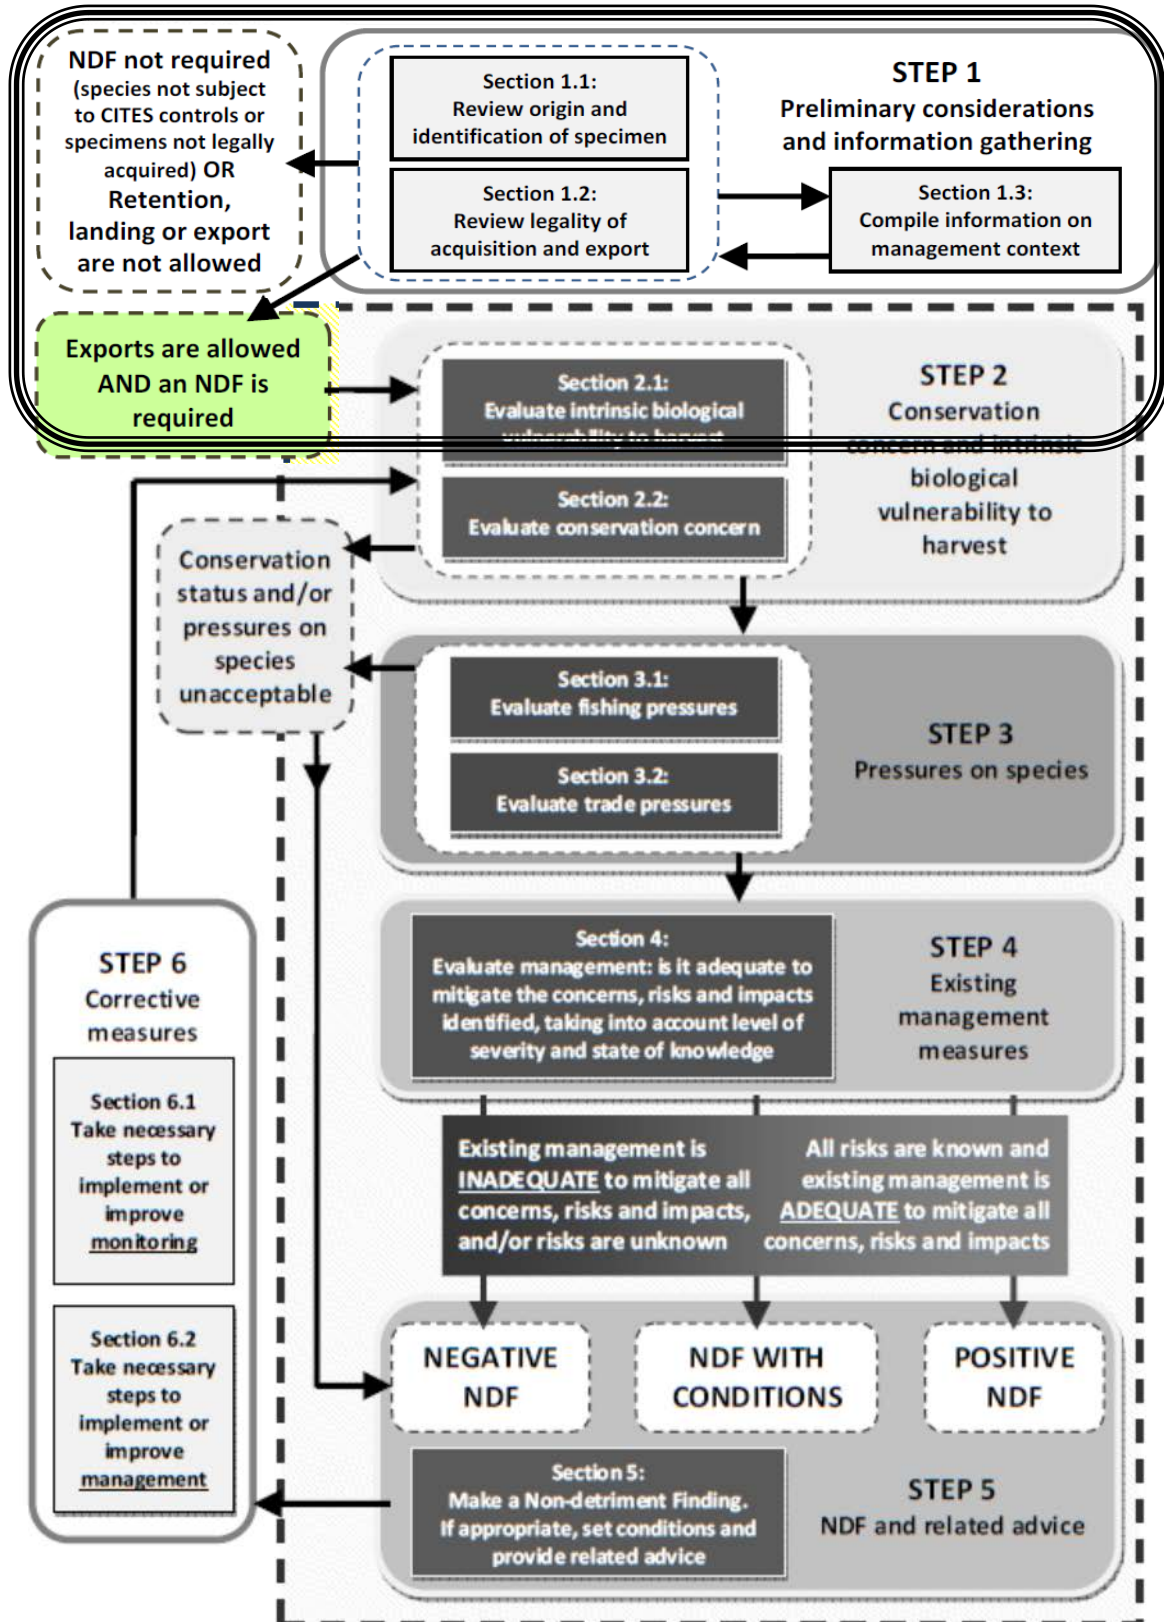 NDF not required
(species not subject
to CITES controls or
specimens not legally
acquired) OR
Retention,
landing or export
are not allowed
Section 1.1:
Review origin and
identification of specimen
Section 1.2:
Review legality of
acquisition and export
STEP 1
Preliminary considerations
and information gathering
Section 1.3:
Compile information on
management context
Exports are allowed
AND an NDF is
required
Section 2.1:
Evaluate intrinsic biological
vulnerability to harvest
Section 2.2:
Evaluate conservation concern
STEP 2
Conservation
concern and intrinsic
biological
vulnerability to
harvest
Conservation
status and/or
pressures on
species
unacceptable
Section 3.1:
Evaluate fishing pressures
Section 3.2:
Evaluate trade pressures
STEP 3
Pressures on species
Section 4:
Evaluate management: is it adequate to
mitigate the concerns, risks and impacts
identified, taking into account level of
severity and state of knowledge
STEP 4
Existing
management
measures
Existing management is
INADEQUATE to mitigate all
concerns, risks and impacts,
and/or risks are unknown
All risks are known and
existing management is
ADEQUATE to mitigate all
concerns, risks and impacts
NEGATIVE
NDF
NDF WITH
CONDITIONS
POSITIVE
NDF
Section 5:
Make a Non-detriment Finding.
If appropriate, set conditions and
provide related advice
STEP 5
NDF and related advice
STEP 6
Corrective
measures
Section 6.1
Take necessary
steps to
implement or
improve
monitoring
Section 6.2
Take necessary
steps to
implement or
improve
management